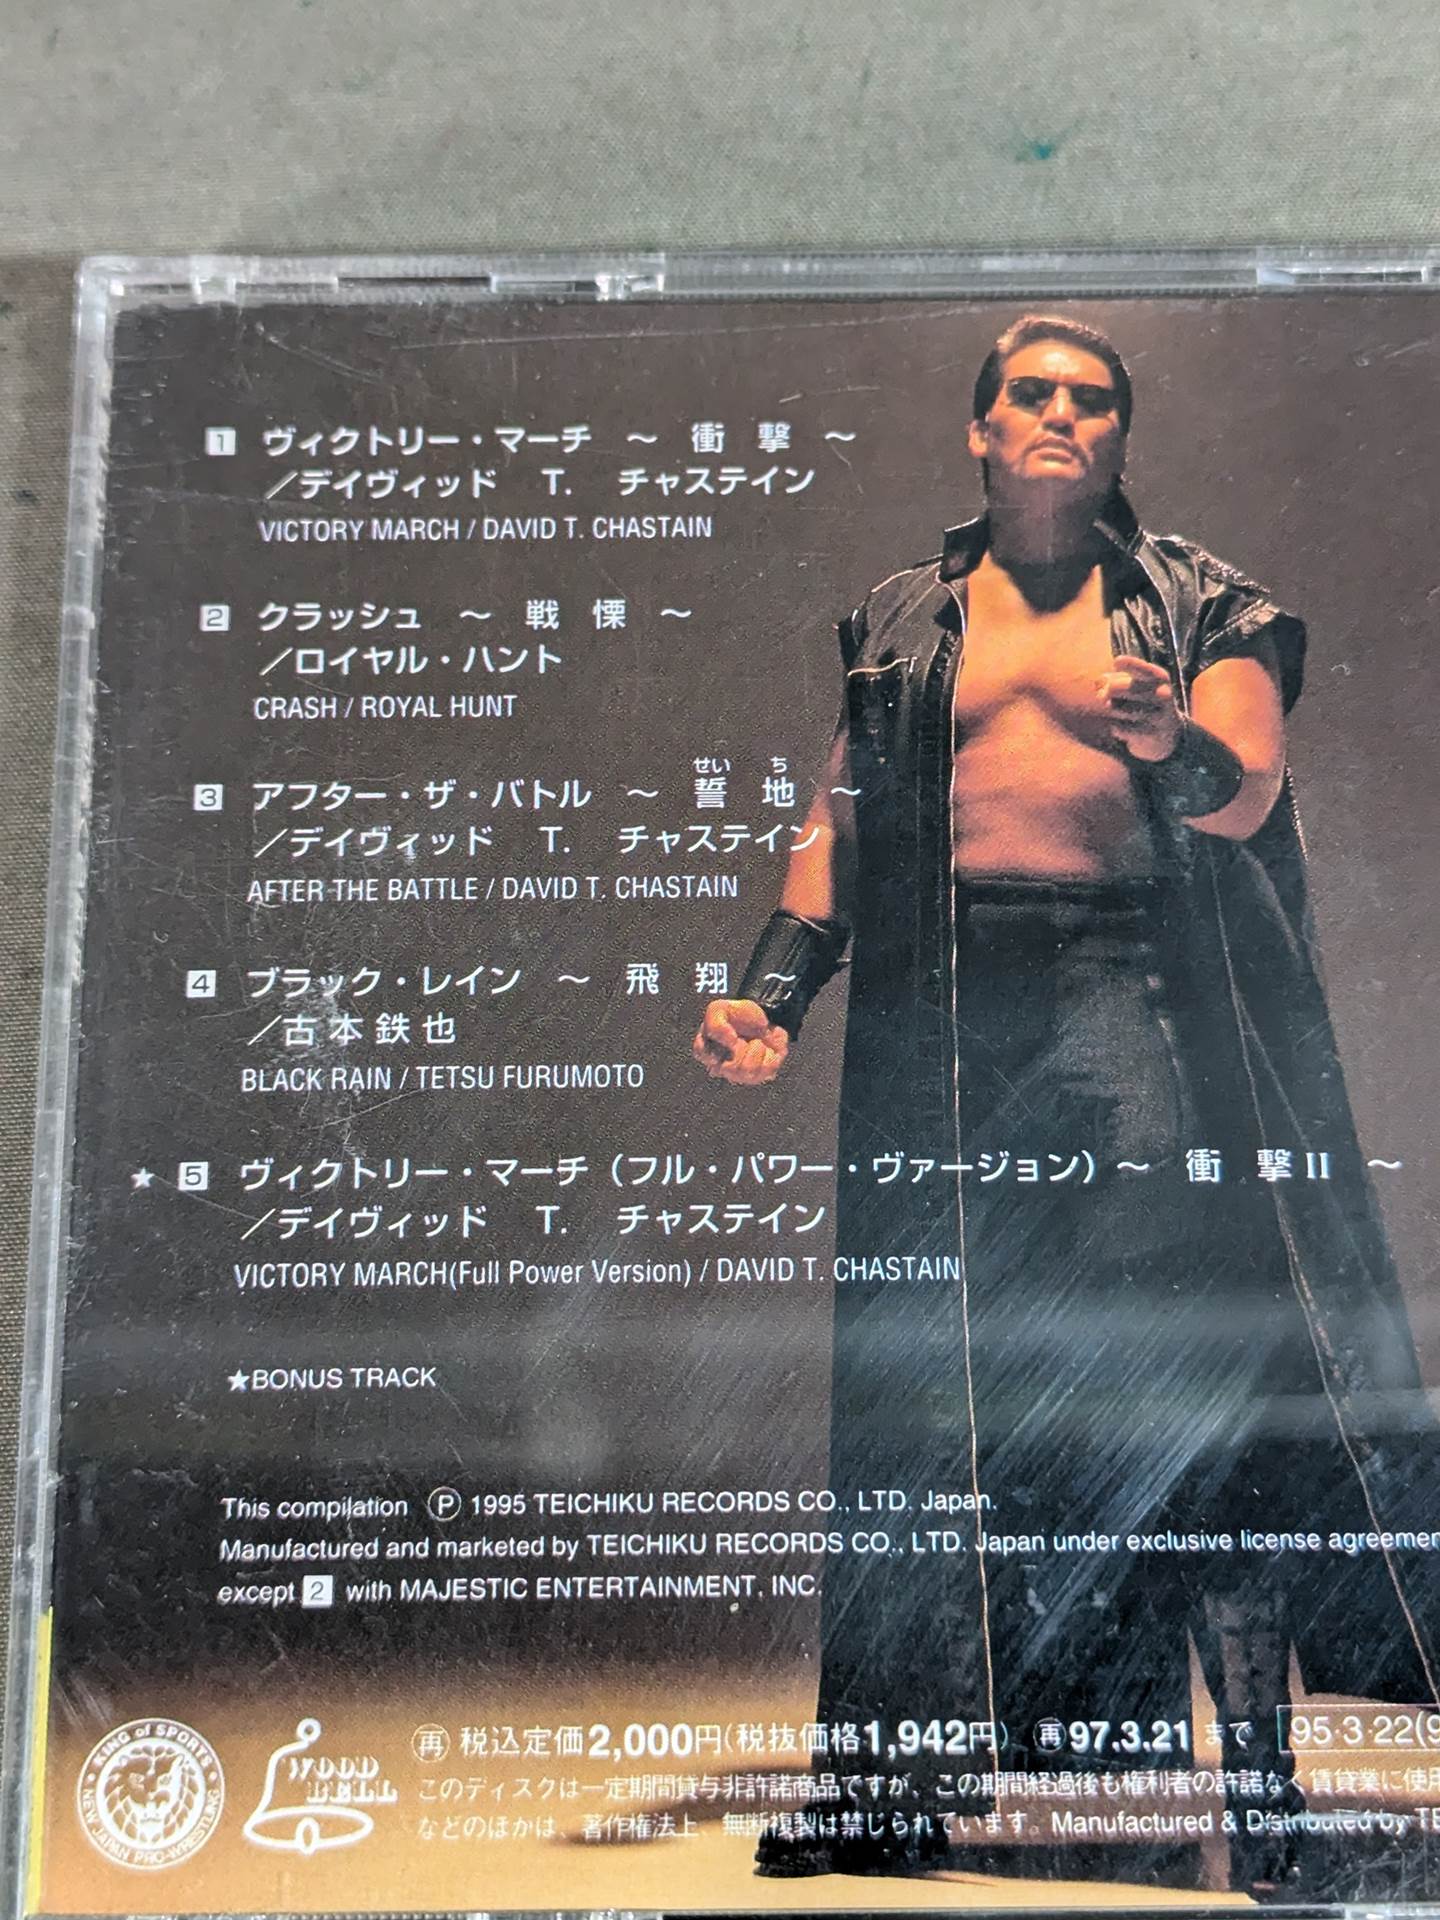 1 ヴィクトリー・マーチ ～ 衝 撃 ～
／デイヴィッド T. チャステイン
VICTORY MARCH / DAVID T. CHASTAIN
2 クラッシュ ～ 戦 慄 ～
／ロイヤル・ハント
CRASH / ROYAL HUNT
せい ち
3 アフター・ザ・バトル ～ 誓 地 ～
／デイヴィッド T. チャステイン
AFTER THE BATTLE / DAVID T. CHASTAIN
4 ブラック・レイン ～ 飛 翔 ～
／古本鉄也
BLACK RAIN / TETSU FURUMOTO
★ 5 ヴィクトリー・マーチ（フル・パワー・ヴァージョン）～ 衝 撃 II ～
／デイヴィッド T. チャステイン
VICTORY MARCH(Full Power Version) / DAVID T. CHASTAIN
★BONUS TRACK
This compilation Ⓟ 1995 TEICHIKU RECORDS CO., LTD. Japan.
Manufactured and marketed by TEICHIKU RECORDS CO., LTD. Japan under exclusive license agreemen
except 2 with MAJESTIC ENTERTAINMENT, INC.
KING of SPORTS
NEW JAPAN PRO-WRESTLING
WOOD
BELL
再 税込定価2,000円(税抜価格1,942円) 再97.3.21まで 95・3・22(9
このディスクは一定期間貸与非許諾商品ですが、この期間経過後も権利者の許諾なく賃貸業に使用
などのほかは、著作権法上、無断複製は禁じられています。Manufactured & Distributed by TE